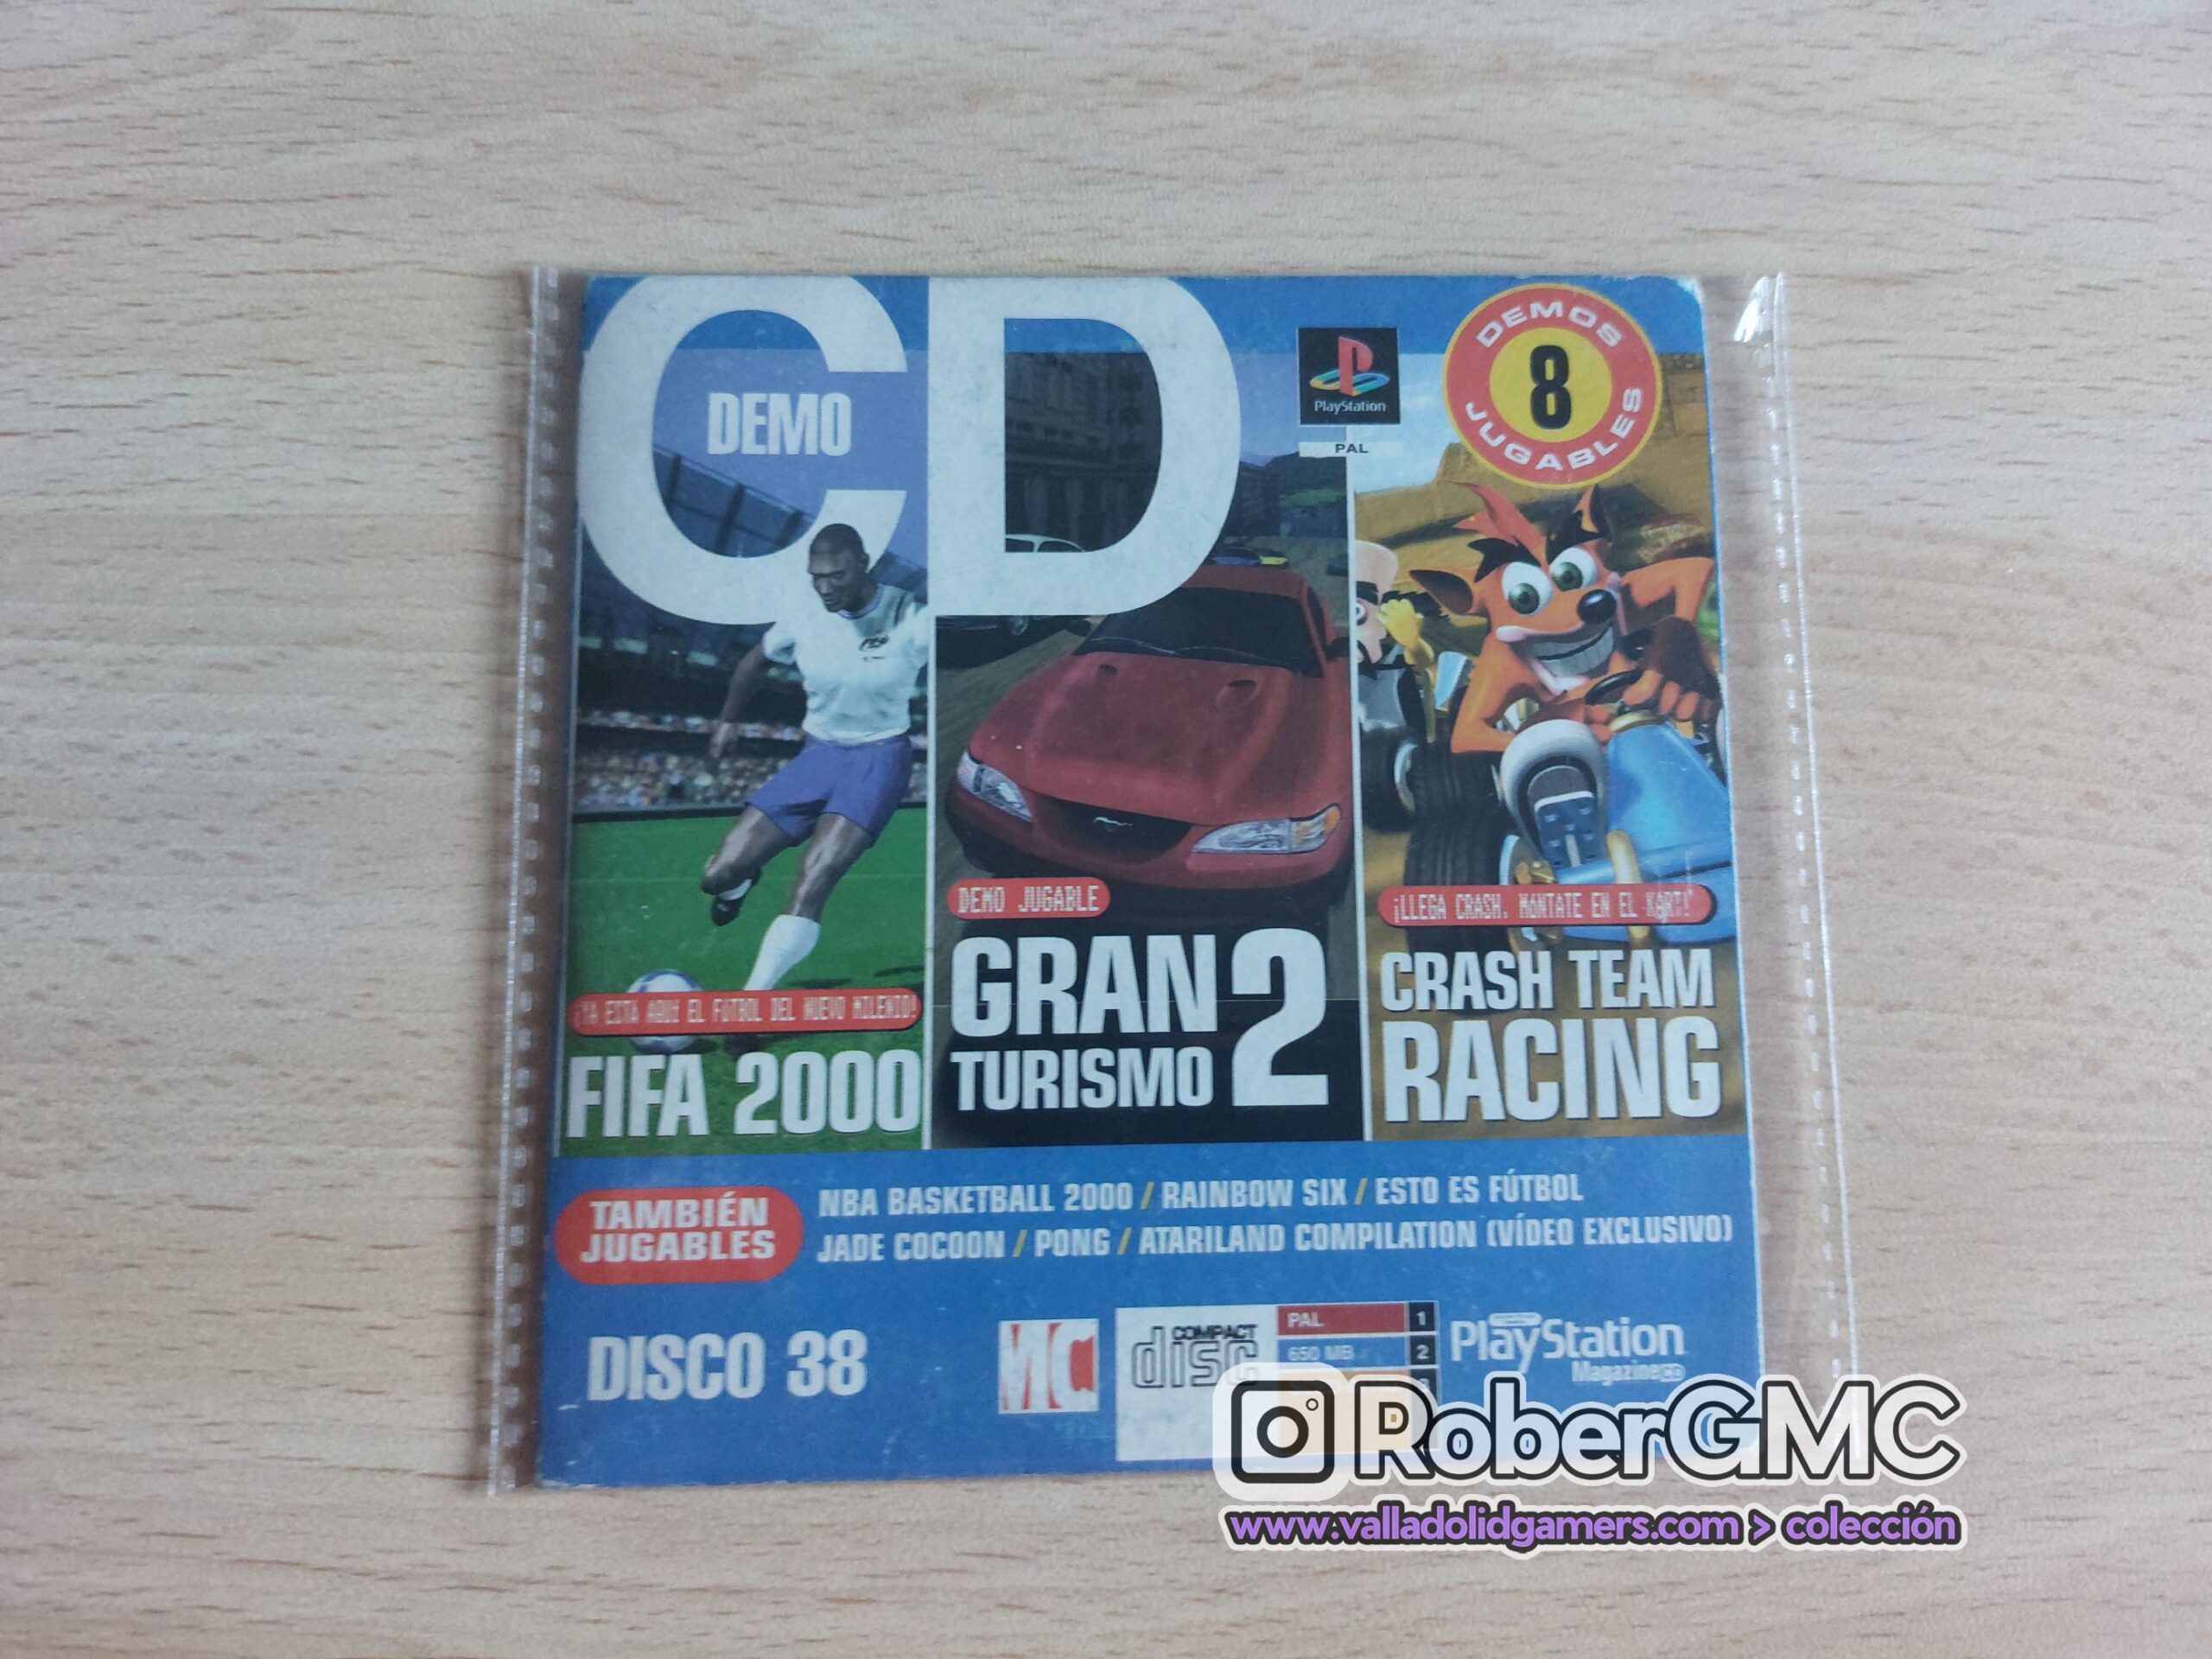 CD
DEMO
PlayStation
PAL
DEMOS
8
JUGABLES
¡YA ESTA AQUI EL FUTBOL DEL NUEVO MILENIO!
FIFA 2000
DEMO JUGABLE
GRAN
TURISMO 2
¡LLEGA CRASH. MONTATE EN EL KART!
CRASH TEAM
RACING
TAMBIÉN
JUGABLES
NBA BASKETBALL 2000 / RAINBOW SIX / ESTO ES FÚTBOL
JADE COCOON / PONG / ATARILAND COMPILATION (VÍDEO EXCLUSIVO)
DISCO 38
MC
COMPACT
disc
PAL 1
650 MB 2
PlayStation
Magazine
RoberGMC
www.valladolidgamers.com > colección